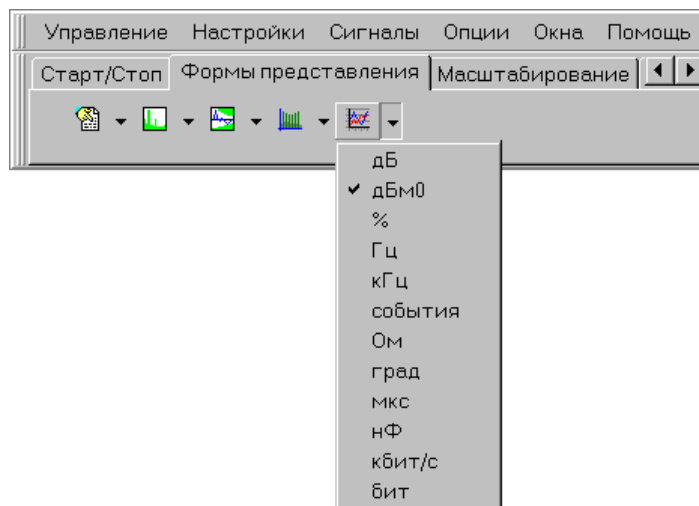 Управление Настройки Сигналы Опции Окна Помощь
Старт/Стоп Формы представления Масштабирование
дБ
дБм0
%
Гц
кГц
события
Ом
град
мкс
нФ
кбит/с
бит